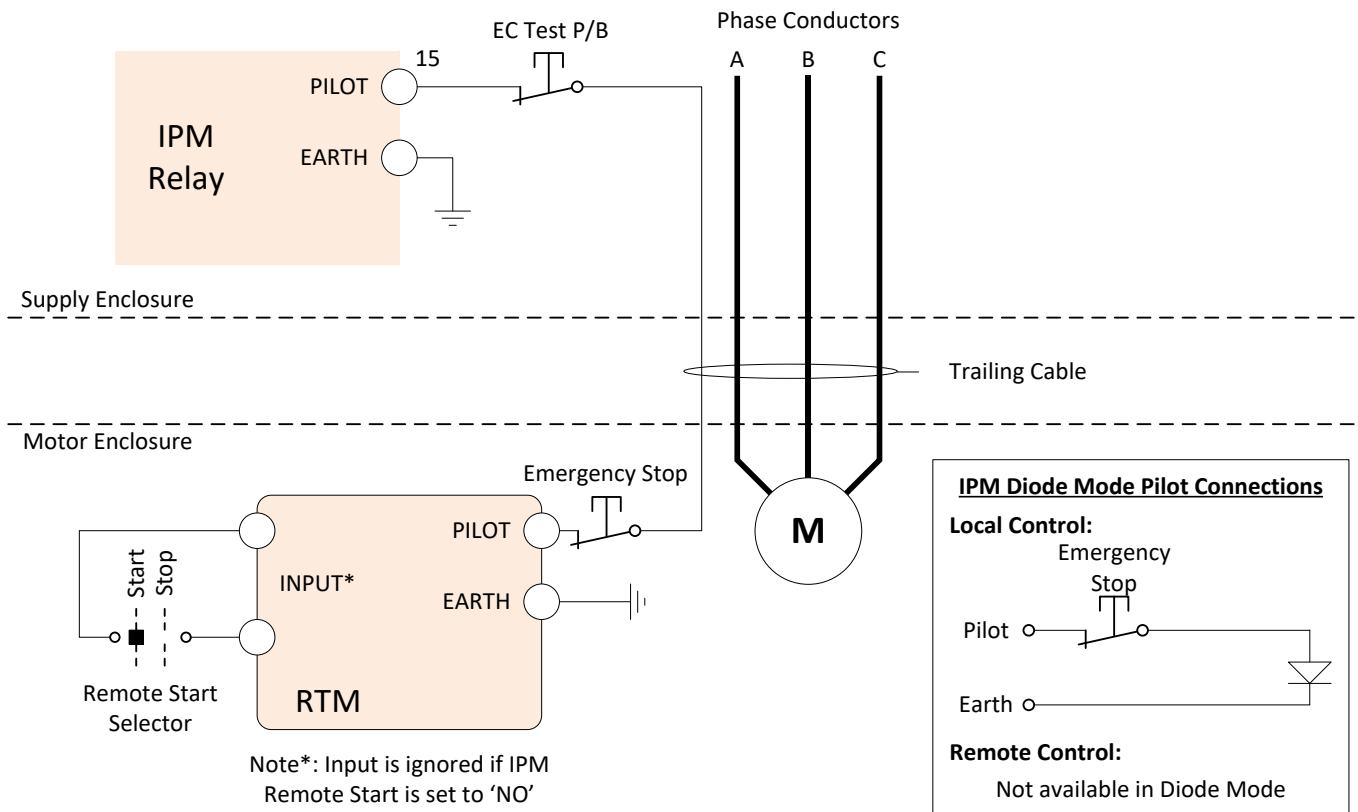 Phase Conductors
EC Test P/B
A B C
15
PILOT
EARTH
IPM
Relay
Supply Enclosure
Trailing Cable
Motor Enclosure
Emergency Stop
PILOT
INPUT*
EARTH
Start
Stop
Remote Start
Selector
RTM
Note*: Input is ignored if IPM
Remote Start is set to ‘NO’
M
IPM Diode Mode Pilot Connections
Local Control:
Emergency
Stop
Pilot
Earth
Remote Control:
Not available in Diode Mode